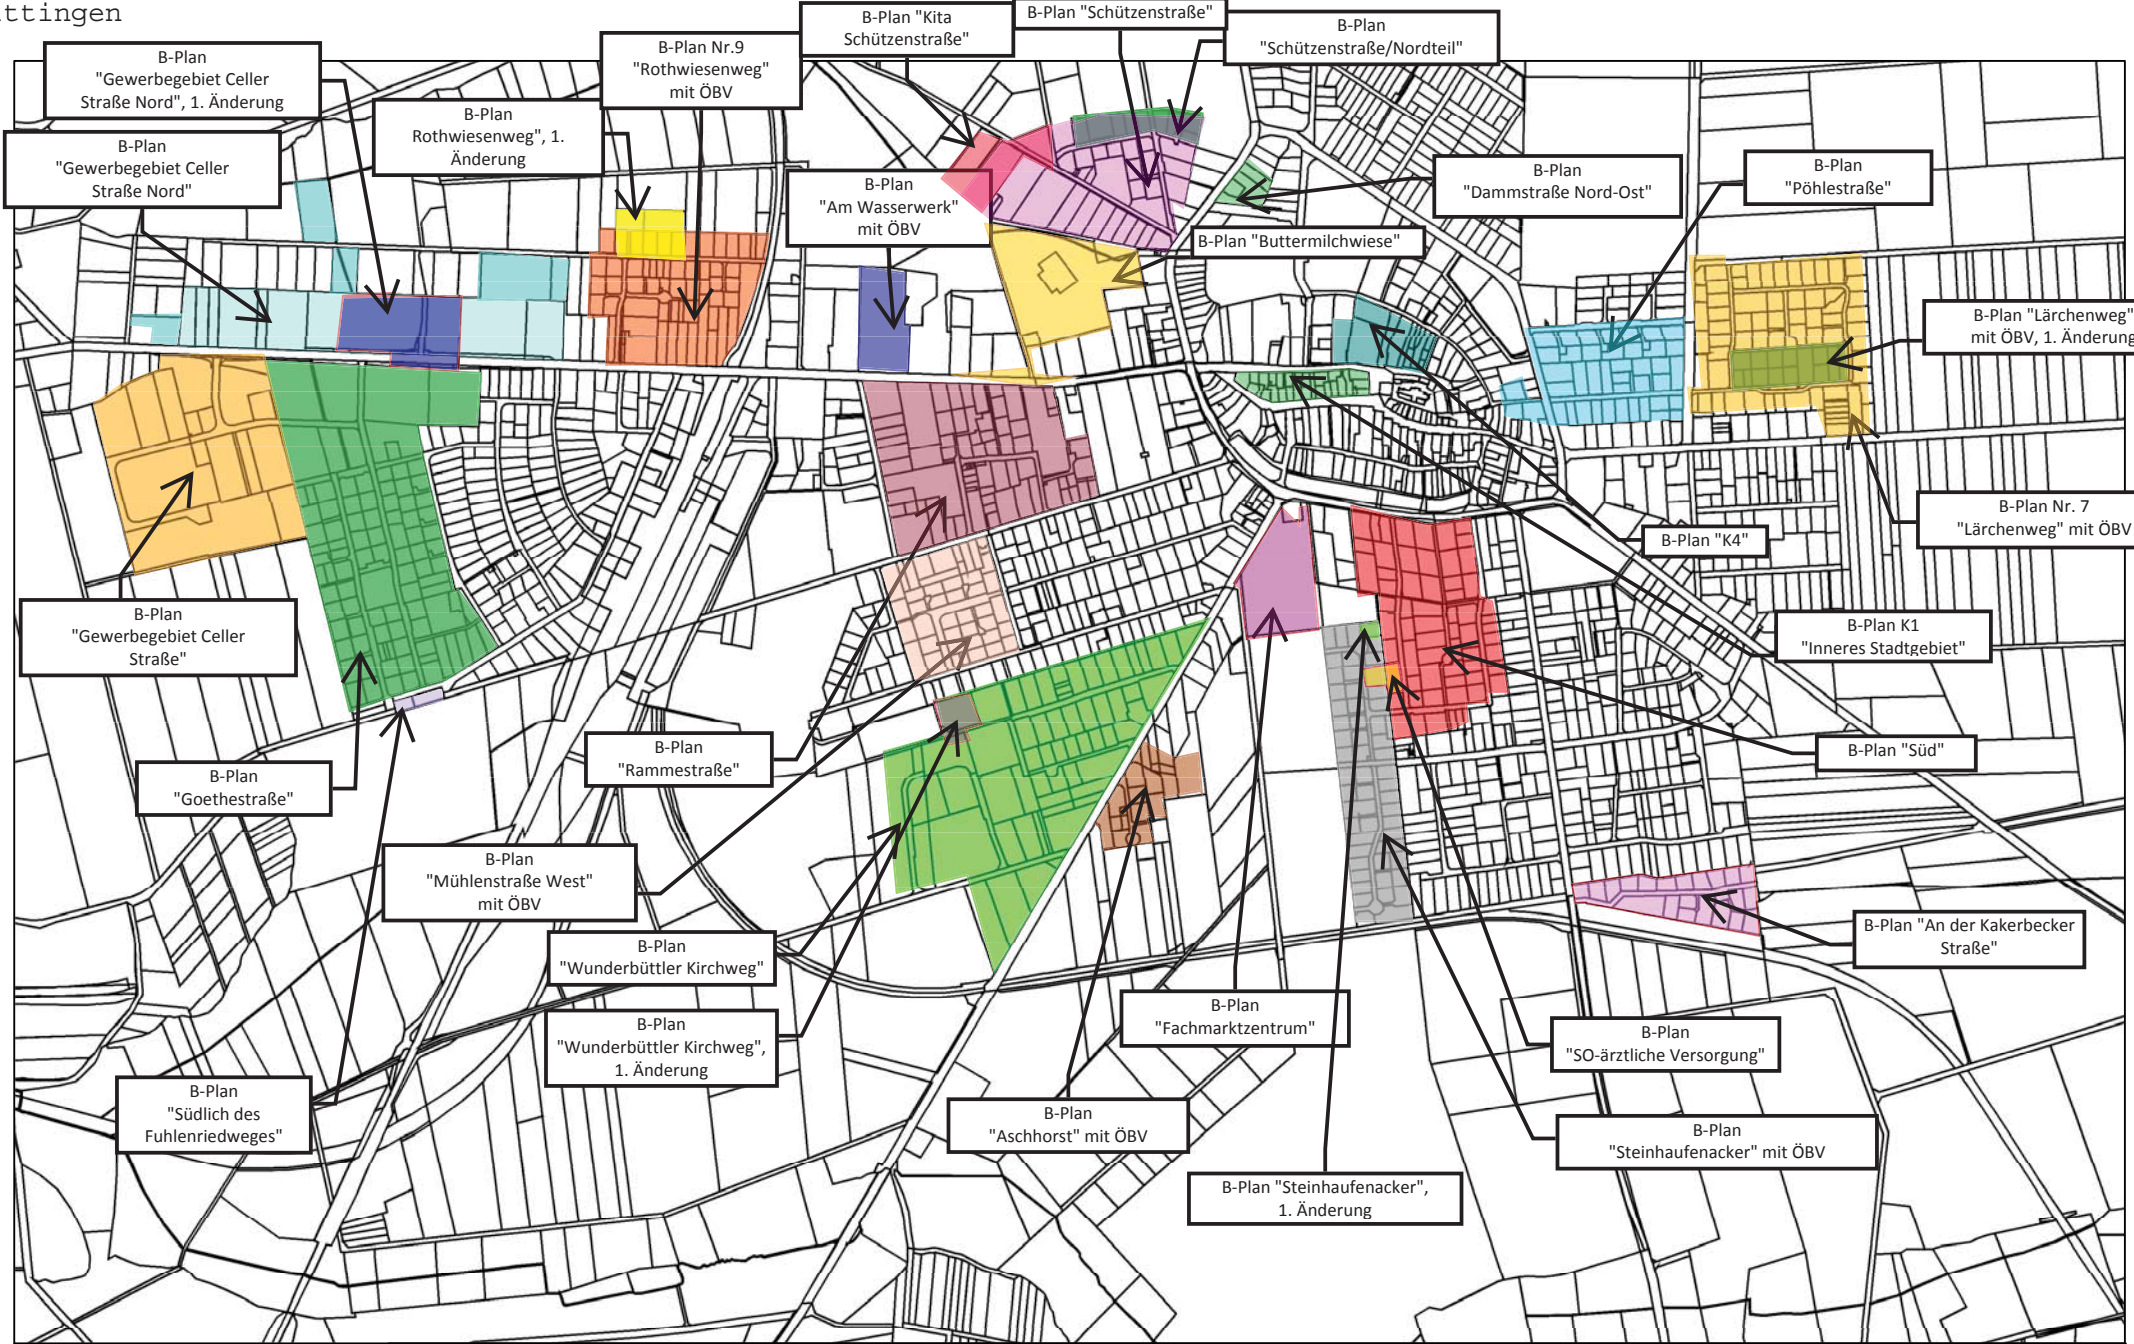 ttingen
B-Plan "Kita
Schützenstraße"
B-Plan "Schützenstraße"
B-Plan
"Schützenstraße/Nordteil"
B-Plan
"Gewerbegebiet Celler
Straße Nord", 1. Änderung
B-Plan Nr.9
"Rothwiesenweg"
mit ÖBV
B-Plan
Rothwiesenweg", 1.
Änderung
B-Plan
"Gewerbegebiet Celler
Straße Nord"
B-Plan
"Am Wasserwerk"
mit ÖBV
B-Plan
"Dammstraße Nord-Ost"
B-Plan
"Pöhlestraße"
B-Plan "Buttermilchwiese"
B-Plan "Lärchenweg"
mit ÖBV, 1. Änderung
B-Plan Nr. 7
"Lärchenweg" mit ÖBV
B-Plan "K4"
B-Plan K1
"Inneres Stadtgebiet"
B-Plan
"Gewerbegebiet Celler
Straße"
B-Plan "Süd"
B-Plan
"Rammestraße"
B-Plan
"Goethestraße"
B-Plan
"Mühlenstraße West"
mit ÖBV
B-Plan "An der Kakerbecker
Straße"
B-Plan
"Wunderbüttler Kirchweg"
B-Plan
"Fachmarktzentrum"
B-Plan
"Wunderbüttler Kirchweg",
1. Änderung
B-Plan
"SO-ärztliche Versorgung"
B-Plan
"Südlich des
Fuhlenriedweges"
B-Plan
"Aschhorst" mit ÖBV
B-Plan
"Steinhaufenacker" mit ÖBV
B-Plan "Steinhaufenacker",
1. Änderung